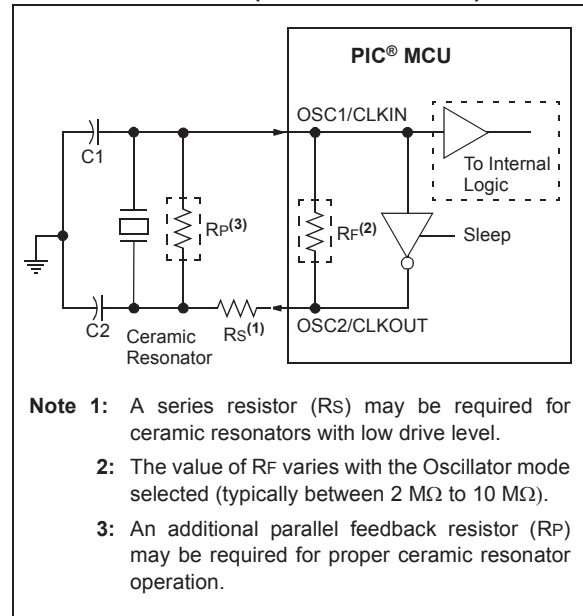 PIC® MCU
OSC1/CLKIN
C1
To Internal
Logic
RP(3)
RF(2)
Sleep
C2
Ceramic
Resonator
RS(1)
OSC2/CLKOUT
Note 1: A series resistor (RS) may be required for
ceramic resonators with low drive level.
2: The value of RF varies with the Oscillator mode
selected (typically between 2 MΩ to 10 MΩ).
3: An additional parallel feedback resistor (RP)
may be required for proper ceramic resonator
operation.